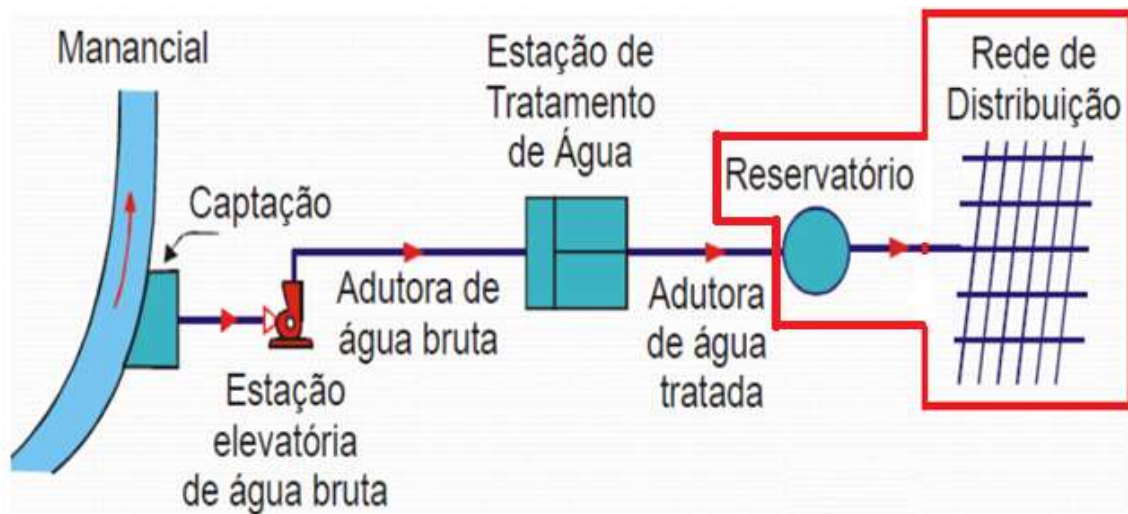 Manancial
Captação
Estação
elevatória
de água bruta
Adutora de
água bruta
Estação de
Tratamento
de Água
Adutora
de água
tratada
Reservatório
Rede de
Distribuição